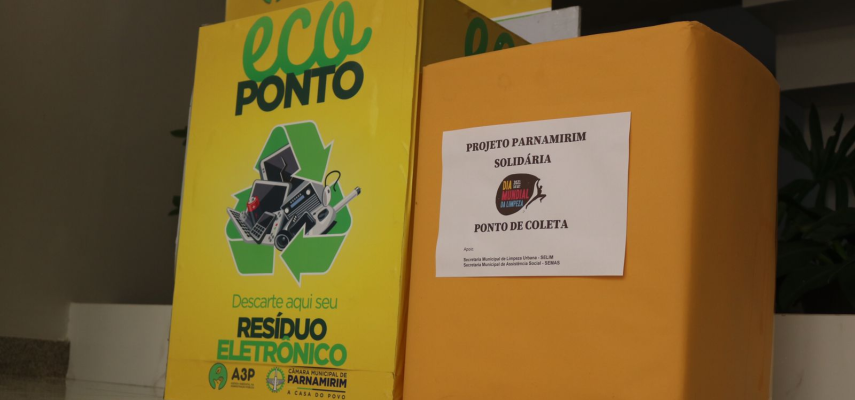 eco
PONTO
Descarte aqui seu
RESÍDUO
ELETRÔNICO
A3P
CÂMARA MUNICIPAL DE
PARNAMIRIM
A CASA DO POVO
PROJETO PARNAMIRIM
SOLIDÁRIA
DIA
MUNDIAL
DA LIMPEZA
PONTO DE COLETA
Apoio:
Secretaria Municipal de Limpeza Urbana - SELIM
Secretaria Municipal de Assistência Social - SEMAS